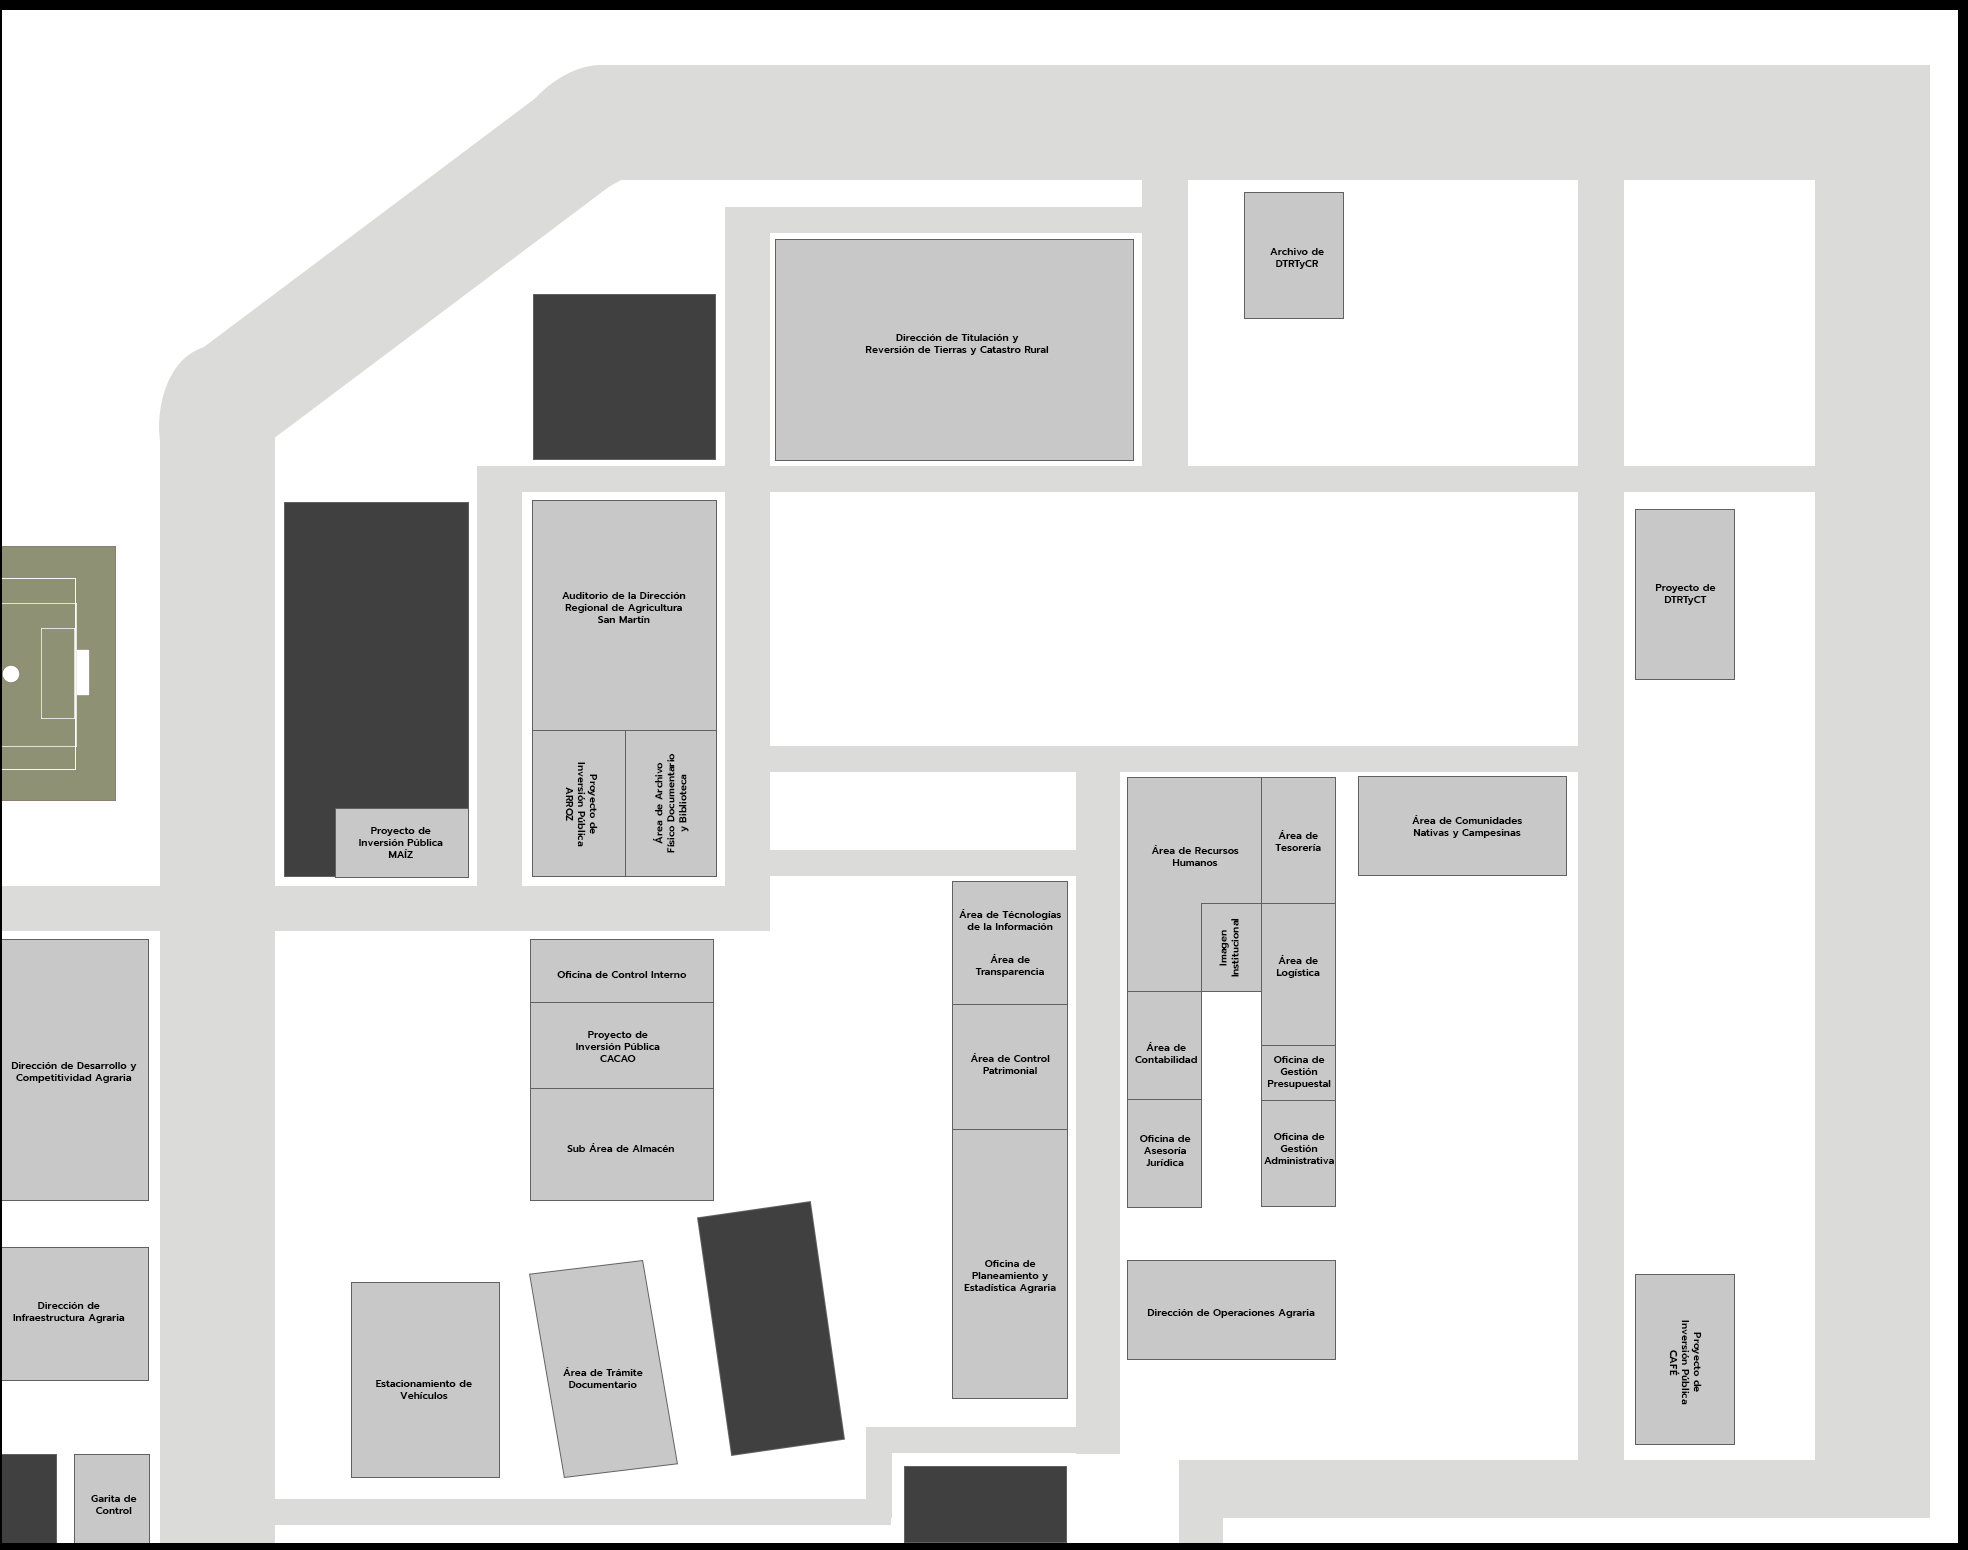 Archivo de
DTRTyCR
Dirección de Titulación y
Reversión de Tierras y Catastro Rural
Auditorio de la Dirección
Regional de Agricultura
San Martín
Proyecto de
DTRTyCT
Proyecto de
Inversión Pública
ARROZ
Área de Archivo
Físico Documentario
y Biblioteca
Proyecto de
Inversión Pública
MAÍZ
Área de Recursos
Humanos
Área de
Tesorería
Área de Comunidades
Nativas y Campesinas
Imagen
Institucional
Área de
Logística
Área de Técnologías
de la Información
Área de
Transparencia
Oficina de Control Interno
Proyecto de
Inversión Pública
CACAO
Sub Área de Almacén
Dirección de Desarrollo y
Competitividad Agraria
Área de Control
Patrimonial
Área de
Contabilidad
Oficina de
Gestión
Presupuestal
Oficina de
Asesoría
Jurídica
Oficina de
Gestión
Administrativa
Oficina de
Planeamiento y
Estadística Agraria
Dirección de Operaciones Agraria
Dirección de
Infraestructura Agraria
Estacionamiento de
Vehículos
Área de Trámite
Documentario
Proyecto de
Inversión Pública
CAFÉ
Garita de
Control